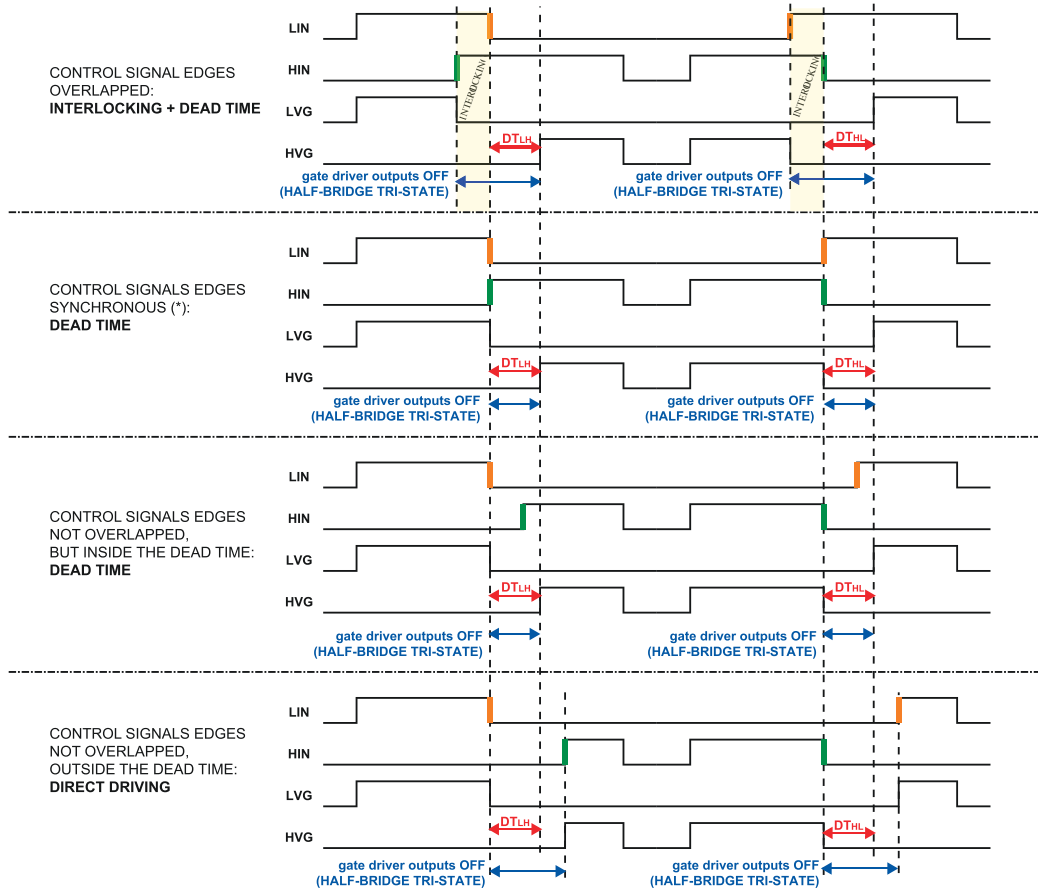 LIN
HIN
CONTROL SIGNAL EDGES
OVERLAPPED:
INTERLOCKING + DEAD TIME
INTERLOCKING
INTERLOCKING
LVG
DTLH
DTHL
HVG
gate driver outputs OFF
(HALF-BRIDGE TRI-STATE)
gate driver outputs OFF
(HALF-BRIDGE TRI-STATE)
LIN
CONTROL SIGNALS EDGES
SYNCHRONOUS (*):
DEAD TIME
HIN
LVG
DTLH
DTHL
HVG
gate driver outputs OFF
(HALF-BRIDGE TRI-STATE)
gate driver outputs OFF
(HALF-BRIDGE TRI-STATE)
LIN
CONTROL SIGNALS EDGES
NOT OVERLAPPED,
BUT INSIDE THE DEAD TIME:
DEAD TIME
HIN
LVG
DTLH
DTHL
HVG
gate driver outputs OFF
(HALF-BRIDGE TRI-STATE)
gate driver outputs OFF
(HALF-BRIDGE TRI-STATE)
LIN
CONTROL SIGNALS EDGES
NOT OVERLAPPED,
OUTSIDE THE DEAD TIME:
DIRECT DRIVING
HIN
LVG
DTLH
DTHL
HVG
gate driver outputs OFF
(HALF-BRIDGE TRI-STATE)
gate driver outputs OFF
(HALF-BRIDGE TRI-STATE)